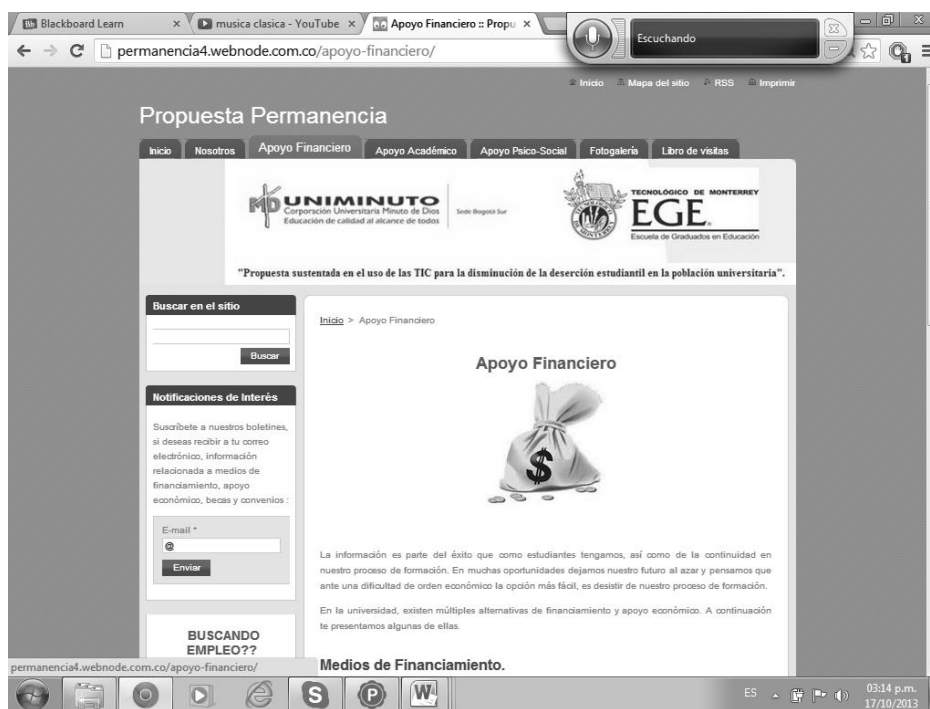 Blackboard Learn
musica clasica - Y
YouTube
Apoyo Financiero :: Propu
Escuchando
permanencia4.webnode.com.co/apoyo-financiero/
Inicio Mapa del sitio RSS Imprimir
Propuesta Permanencia
Inicio Nosotros Apoyo Financiero Apoyo Académico Apoyo Psico-Social Fotogalería Libro de visitas
UNIMINUTO
Corporación Universitaria Minuto de Dios
Educación de calidad al alcance de todos
Sede Bogotá Sur
TECNOLÓGICO DE MONTERREY
EGE.
Escuela de Graduados en Educación
"Propuesta sustentada en el uso de las TIC para la disminución de la deserción estudiantil en la población universitaria".
Buscar en el sitio
Buscar
Notificaciones de Interés
Suscríbete a nuestros boletines,
si deseas recibir a tu correo
electrónico, información
relacionada a medios de
financiamiento, apoyo
económico, becas y convenios :
E-mail *
@
Enviar
BUSCANDO
EMPLEO??
Inicio > Apoyo Financiero
Apoyo Financiero
$
La información es parte del éxito que como estudiantes tengamos, así como de la continuidad en
nuestro proceso de formación. En muchas oportunidades dejamos nuestro futuro al azar y pensamos que
ante una dificultad de orden económico la opción más fácil, es desistir de nuestro proceso de formación.
En la universidad, existen múltiples alternativas de financiamiento y apoyo económico. A continuación
te presentamos algunas de ellas.
Medios de Financiamiento.
permanencia4.webnode.com.co/apoyo-financiero/
ES
03:14 p.m.
17/10/2013